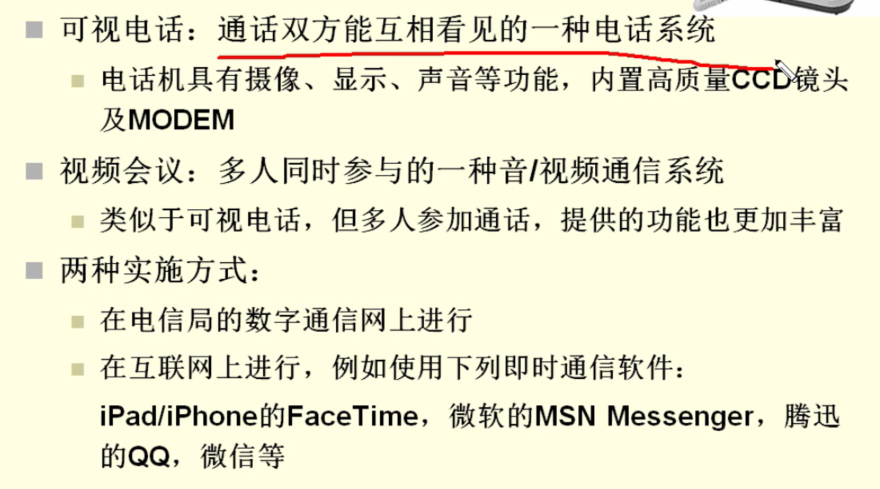 可视电话：通话双方能互相看见的一种电话系统
电话机具有摄像、显示、声音等功能，内置高质量CCD镜头
及MODEM
视频会议：多人同时参与的一种音/视频通信系统
类似于可视电话，但多人参加通话，提供的功能也更加丰富
两种实施方式：
在电信局的数字通信网上进行
在互联网上进行，例如使用下列即时通信软件：
iPad/iPhone的FaceTime，微软的MSN Messenger，腾迅
的QQ，微信等